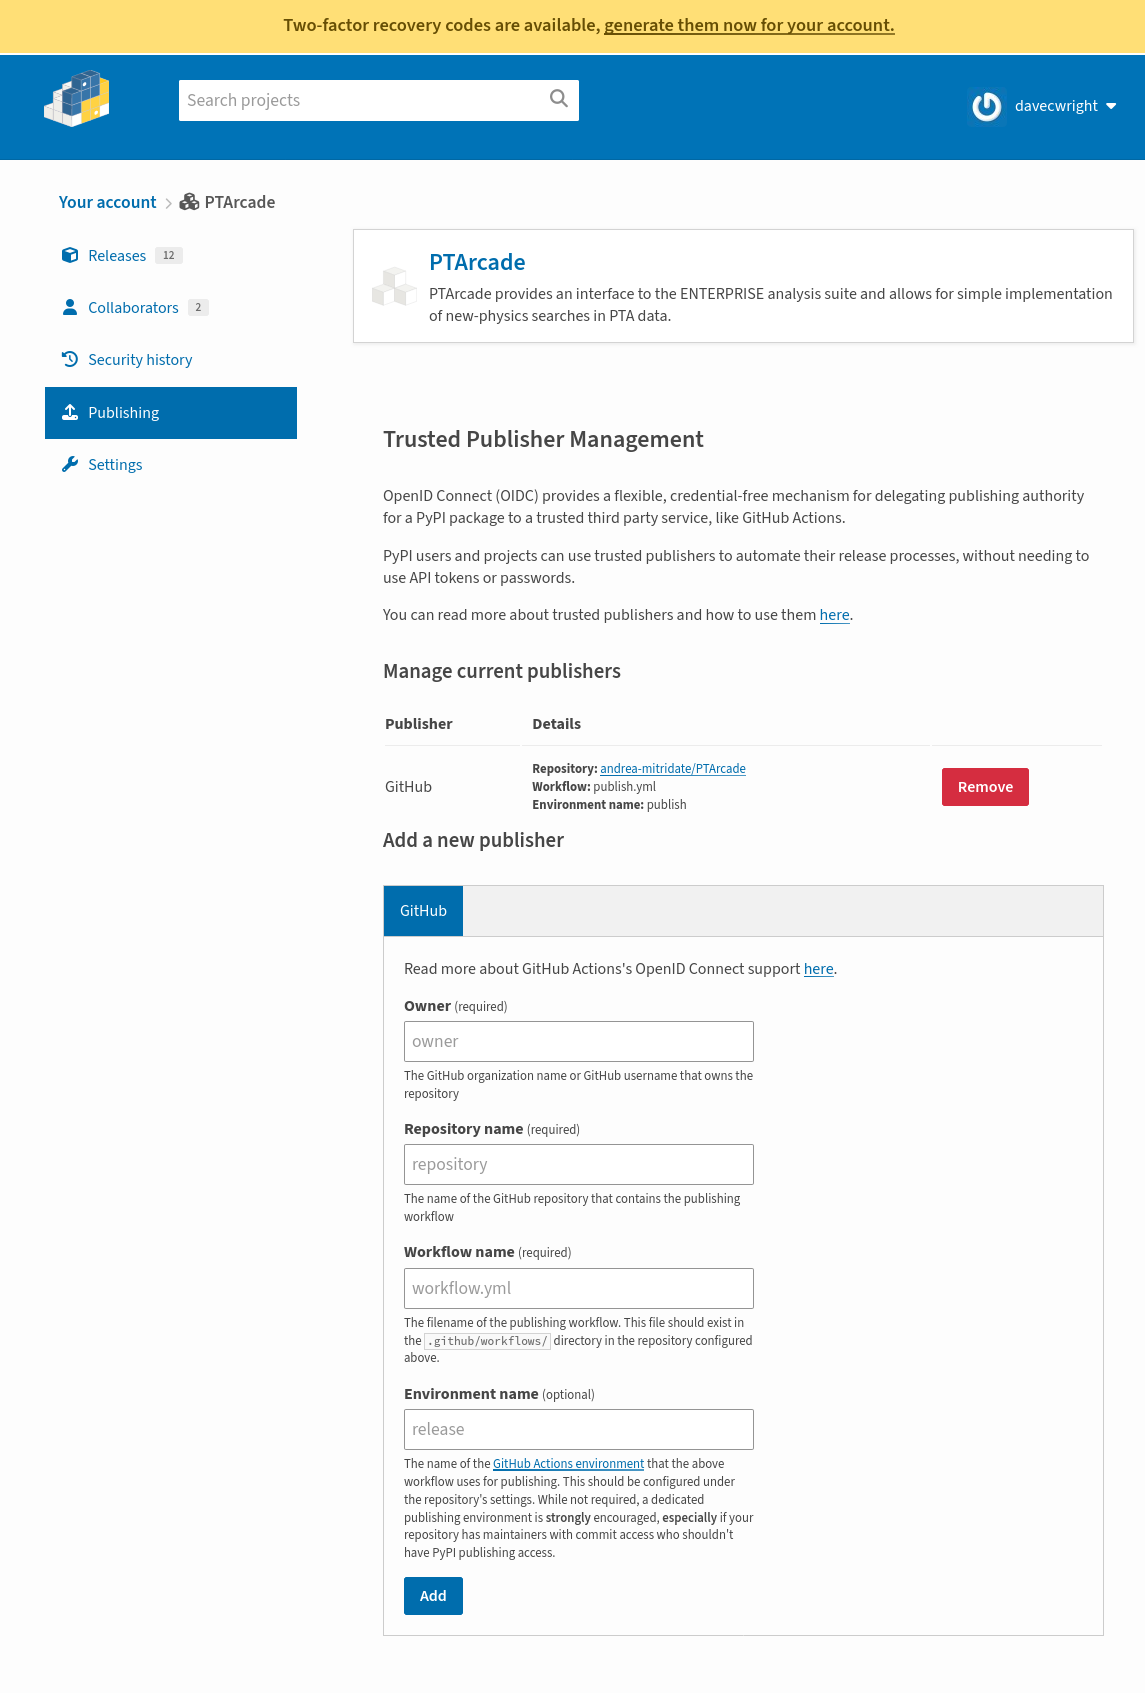 Two-factor recovery codes are available, generate them now for your account.
Search projects
davecwright
Your account
PTArcade
Releases 12
Collaborators 2
Security history
Publishing
Settings
PTArcade
PTArcade provides an interface to the ENTERPRISE analysis suite and allows for simple implementation
of new-physics searches in PTA data.
Trusted Publisher Management
OpenID Connect (OIDC) provides a flexible, credential-free mechanism for delegating publishing authority
for a PyPI package to a trusted third party service, like GitHub Actions.
PyPI users and projects can use trusted publishers to automate their release processes, without needing to
use API tokens or passwords.
You can read more about trusted publishers and how to use them here.
Manage current publishers
Publisher Details
Repository: andrea-mitridate/PTArcade
GitHub
Workflow: publish.yml
Remove
Environment name: publish
Add a new publisher
GitHub
Read more about GitHub Actions's OpenID Connect support here.
Owner (required)
owner
The GitHub organization name or GitHub username that owns the
repository
Repository name (required)
repository
The name of the GitHub repository that contains the publishing
workflow
Workflow name (required)
workflow.yml
The filename of the publishing workflow. This file should exist in
the .github/workflows/ directory in the repository configured
above.
Environment name (optional)
release
The name of the GitHub Actions environment that the above
workflow uses for publishing. This should be configured under
the repository's settings. While not required, a dedicated
publishing environment is strongly encouraged, especially if your
repository has maintainers with commit access who shouldn't
have PyPI publishing access.
Add